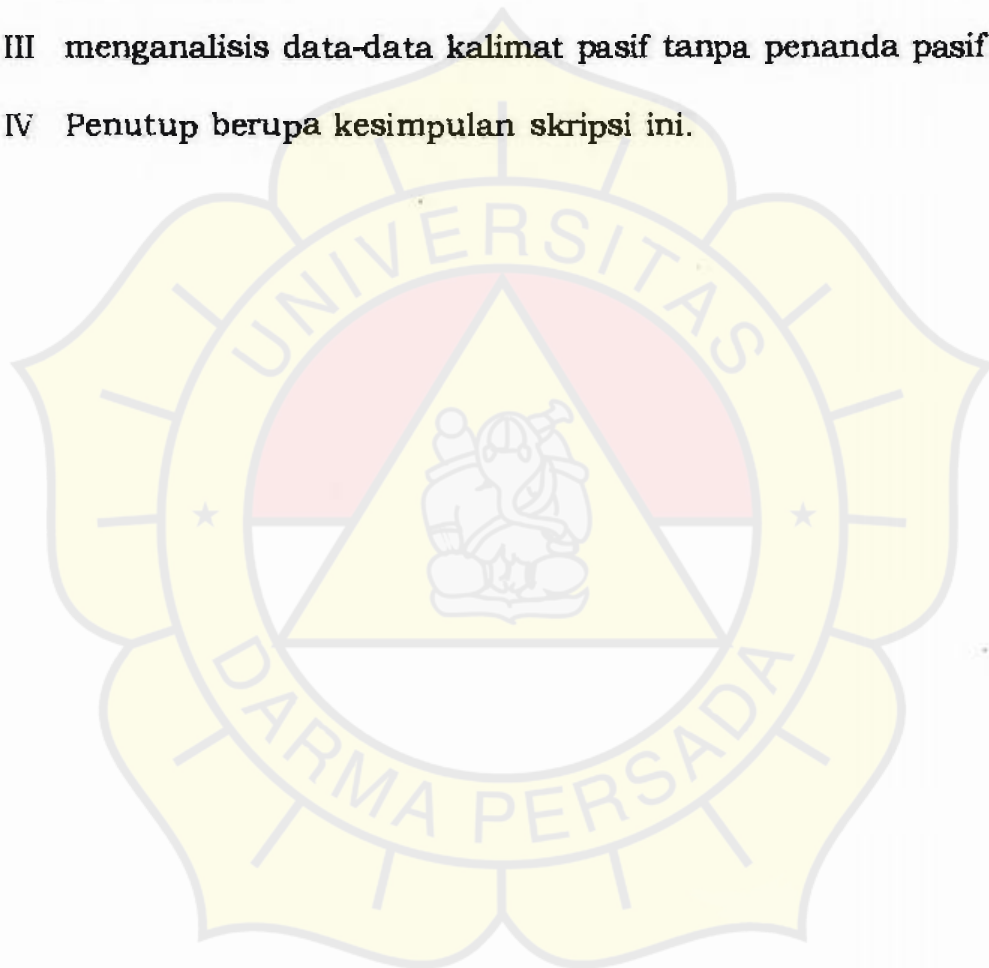 III menganalisis data-data kalimat pasif tanpa penanda pasif
IV Penutup berupa kesimpulan skripsi ini.
UNIVERSITAS
DARMA PERSADA